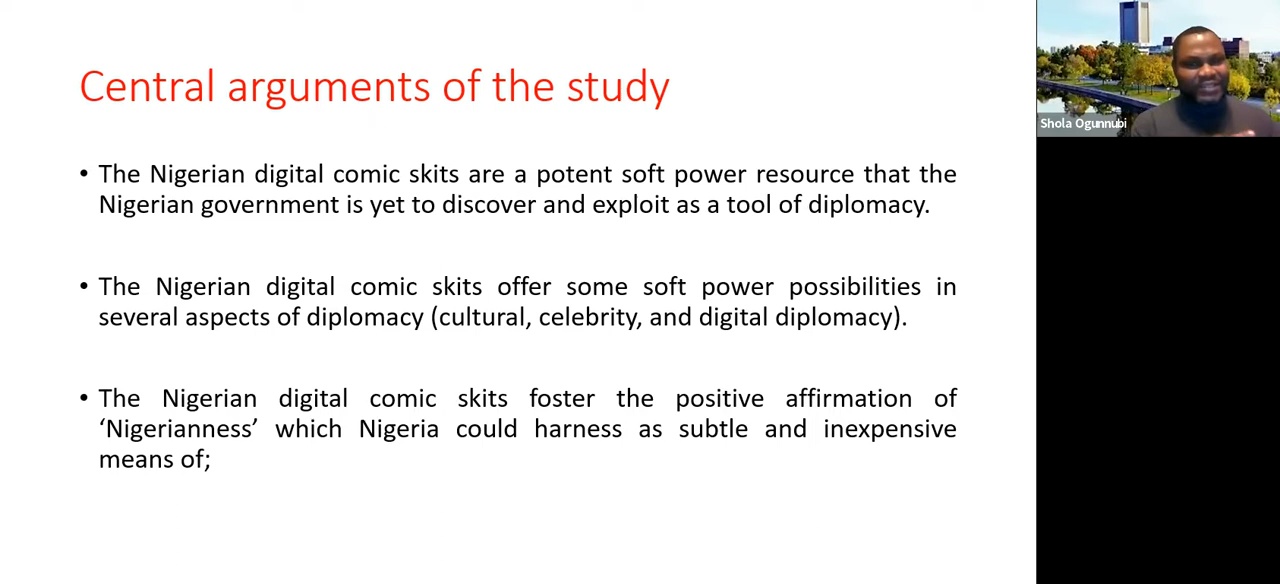 Central arguments of the study
• The Nigerian digital comic skits are a potent soft power resource that the
Nigerian government is yet to discover and exploit as a tool of diplomacy.
• The Nigerian digital comic skits offer some soft power possibilities in
several aspects of diplomacy (cultural, celebrity, and digital diplomacy).
• The Nigerian digital comic skits foster the positive affirmation of
‘Nigerianness’ which Nigeria could harness as subtle and inexpensive
means of;
Shola Ogunnubi